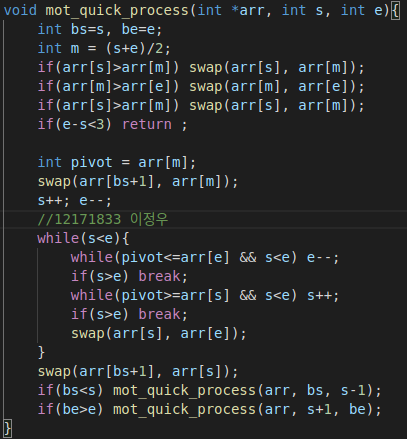 void mot_quick_process(int *arr, int s, int e){
int bs=s, be=e;
int m = (s+e)/2;
if(arr[s]>arr[m]) swap(arr[s], arr[m]);
if(arr[m]>arr[e]) swap(arr[m], arr[e]);
if(arr[s]>arr[m]) swap(arr[s], arr[m]);
if(e-s<3) return ;
int pivot = arr[m];
swap(arr[bs+1], arr[m]);
s++; e--;
//12171833 이정우
while(s<e){
while(pivot<=arr[e] && s<e) e--;
if(s>e) break;
while(pivot>=arr[s] && s<e) s++;
if(s>e) break;
swap(arr[s], arr[e]);
}
swap(arr[bs+1], arr[s]);
if(bs<s) mot_quick_process(arr, bs, s-1);
if(be>e) mot_quick_process(arr, s+1, be);
}